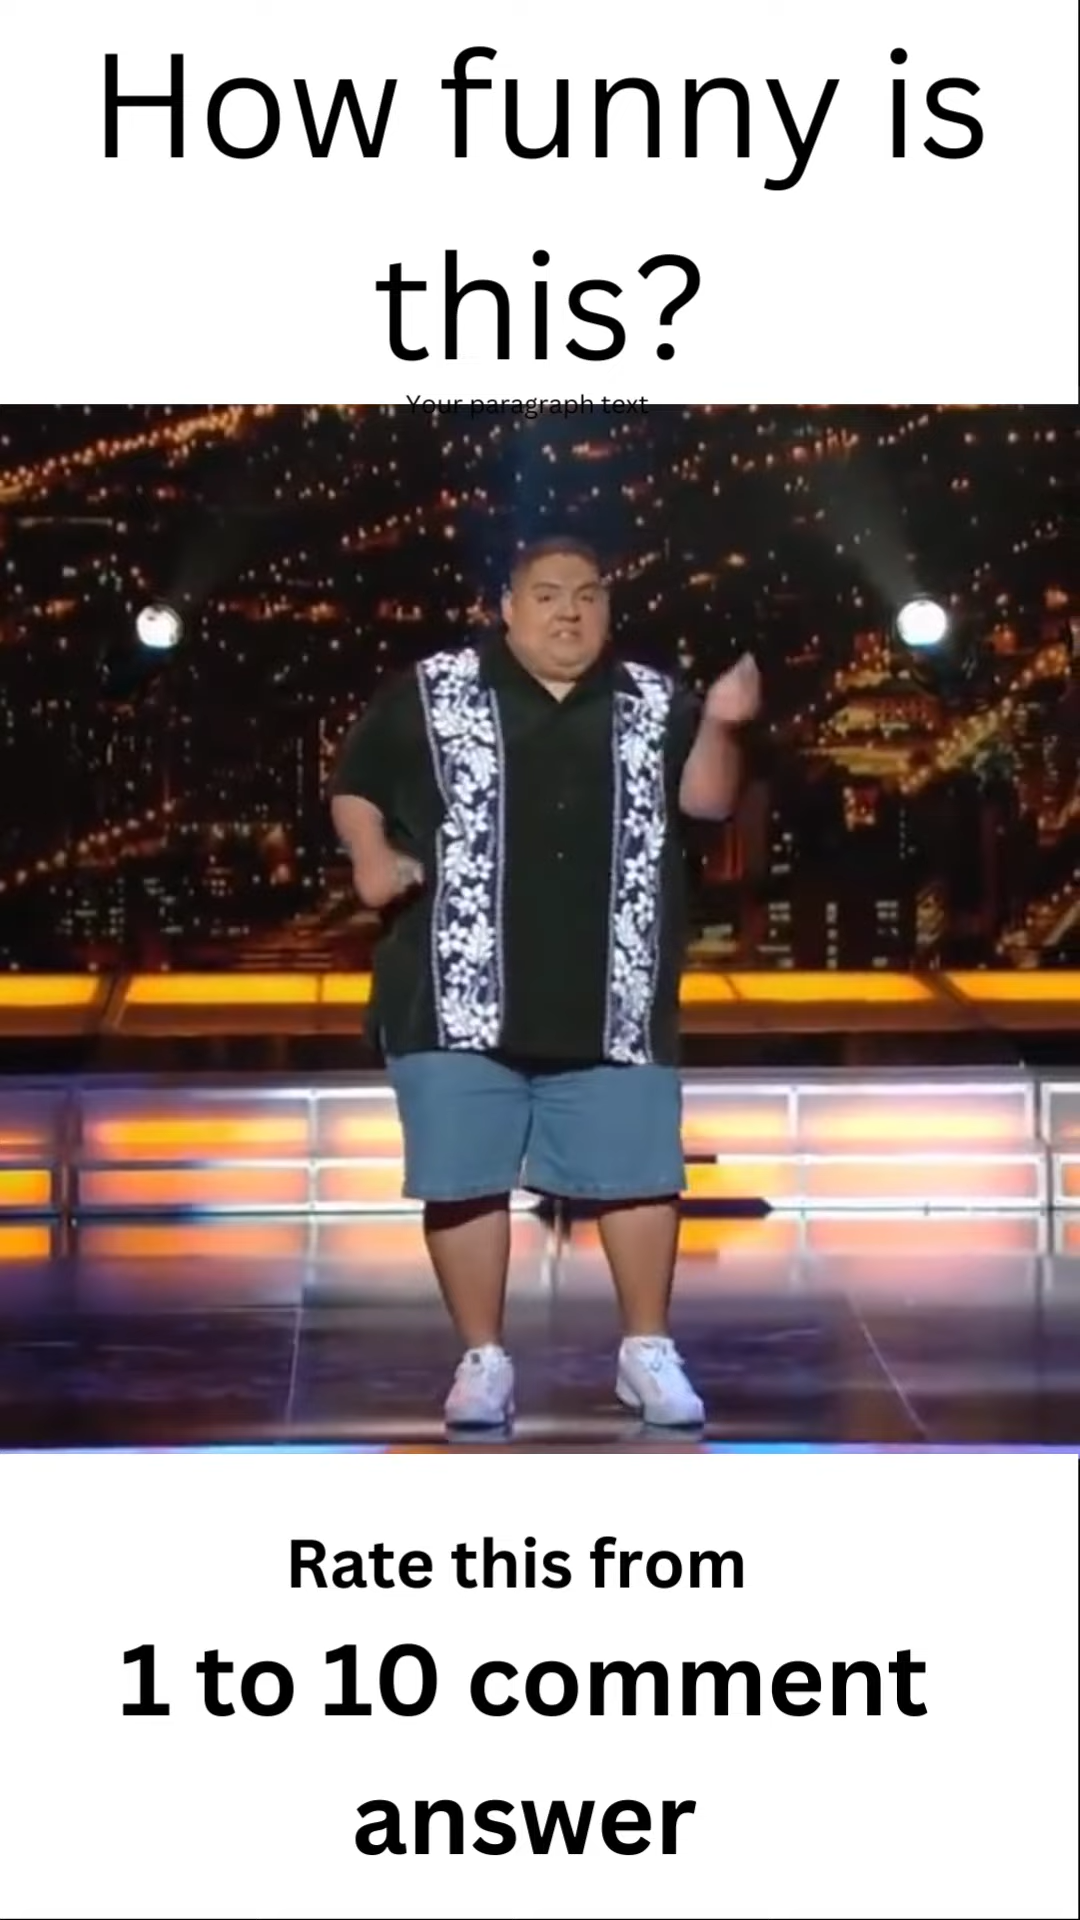 How funny is
this?
Your paragraph text
Rate this from
1 to 10 comment
answer